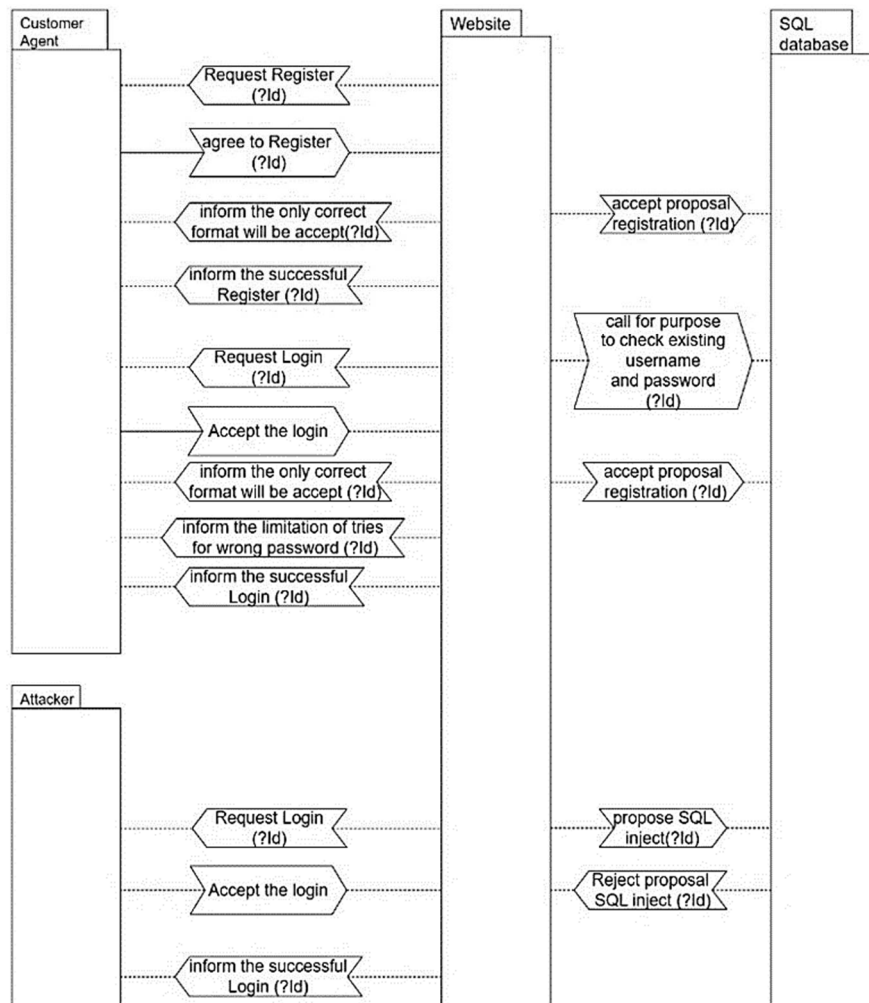 Customer
Agent
Website
SQL
database
Request Register
(?Id)
agree to Register
(?Id)
inform the only correct
format will be accept(?Id)
accept proposal
registration (?Id)
inform the successful
Register (?Id)
call for purpose
to check existing
username
and password
(?Id)
Request Login
(?Id)
Accept the login
inform the only correct
format will be accept (?Id)
accept proposal
registration (?Id)
inform the limitation of tries
for wrong password (?Id)
inform the successful
Login (?Id)
Attacker
Request Login
(?Id)
propose SQL
inject(?Id)
Accept the login
Reject proposal
SQL inject (?Id)
inform the successful
Login (?Id)